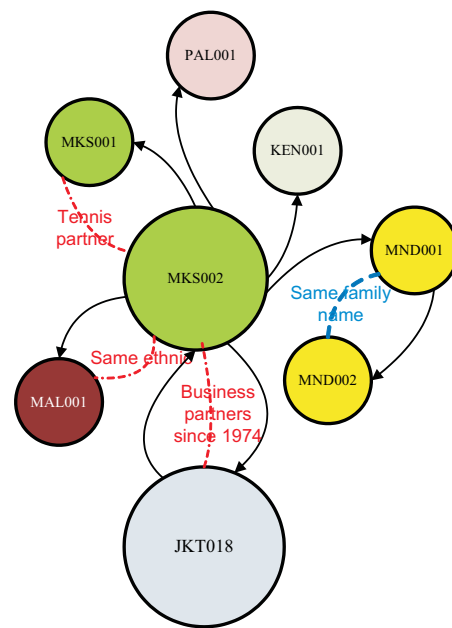 PAL001
MKS001
KEN001
Tennis
partner
MKS002
MND001
Same family
name
Same ethnic
MND002
MAL001
Business
partners
since 1974
JKT018